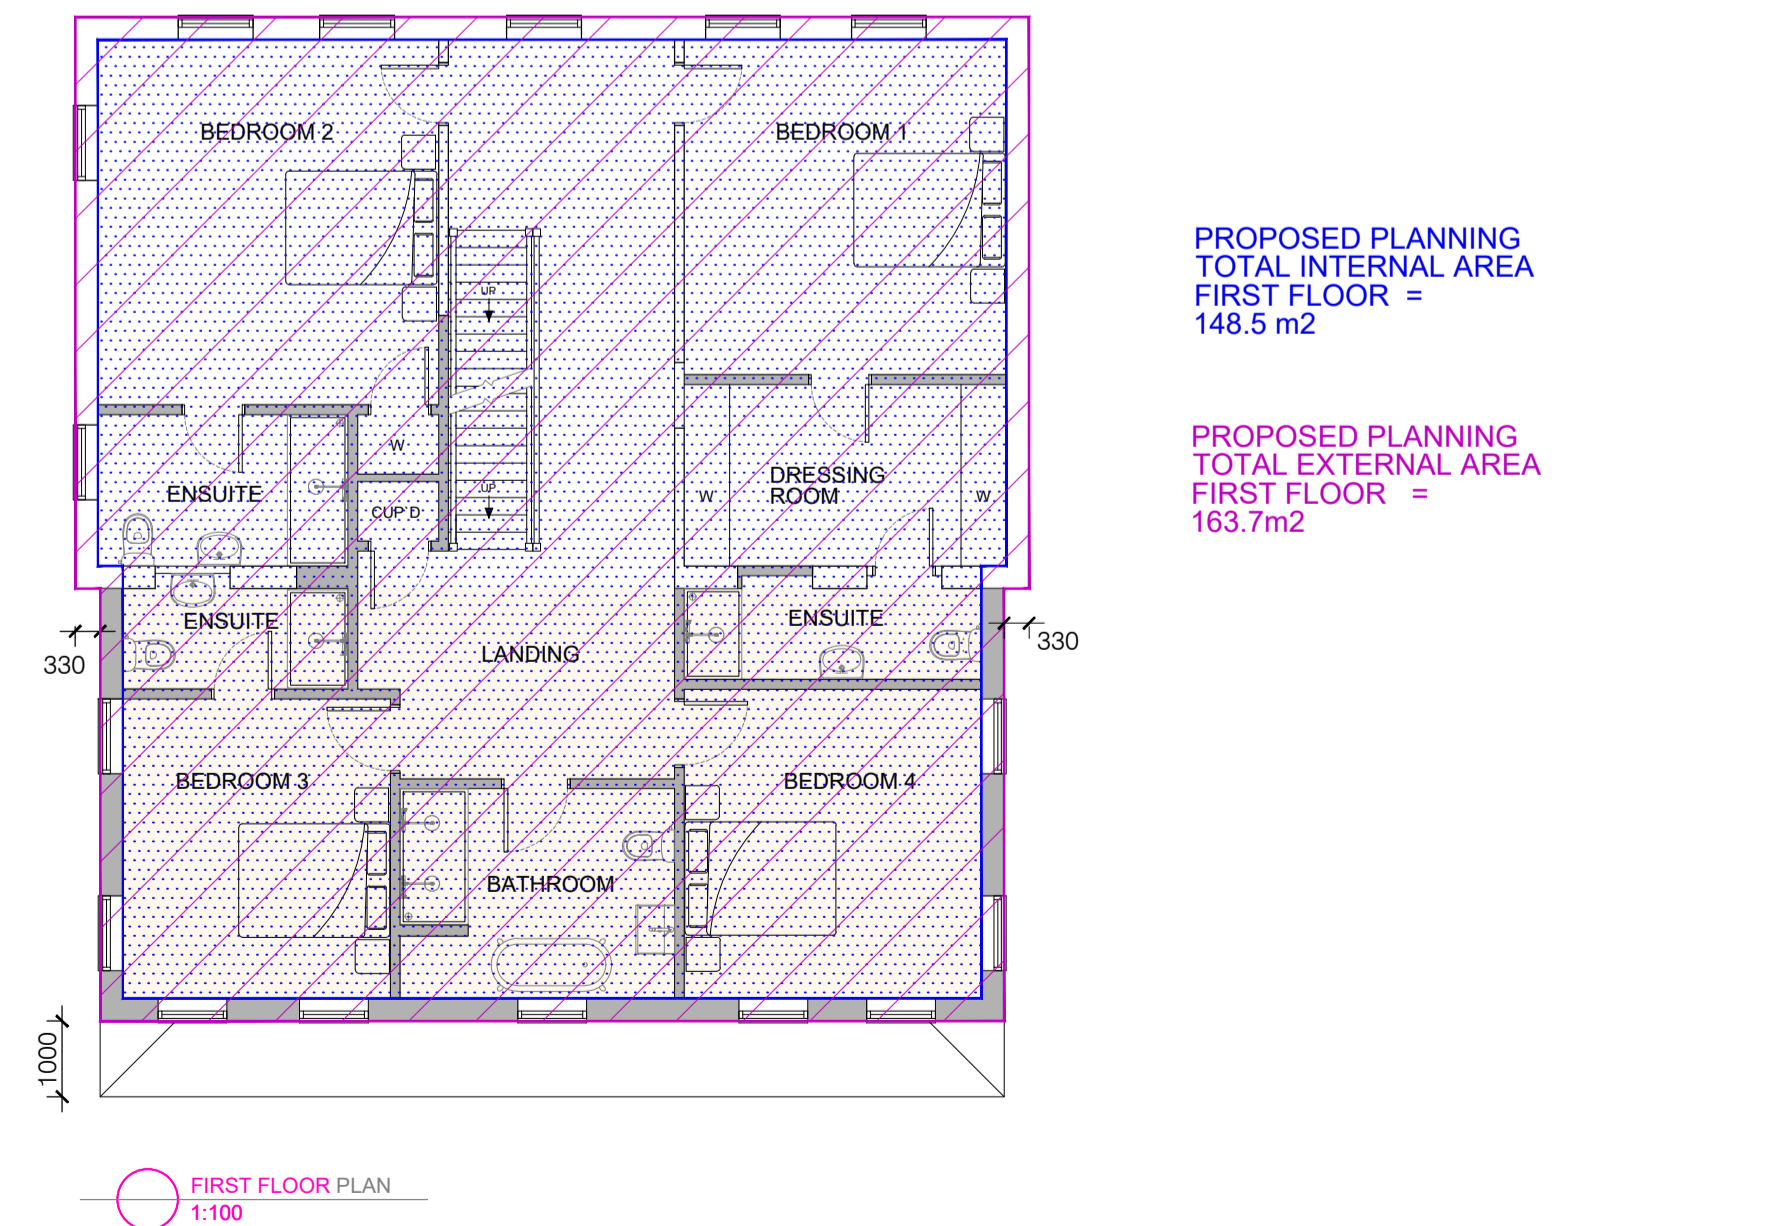 BEDROOM 2
BEDROOM 1
PROPOSED PLANNING
TOTAL INTERNAL AREA
FIRST FLOOR =
148.5 m2
UP
PROPOSED PLANNING
TOTAL EXTERNAL AREA
FIRST FLOOR =
163.7m2
W
ENSUITE
UP
CUP'D
DRESSING
ROOM
W
W
ENSUITE
ENSUITE
LANDING
330
330
BEDROOM 3
BEDROOM 4
BATHROOM
1000
FIRST FLOOR PLAN
1:100